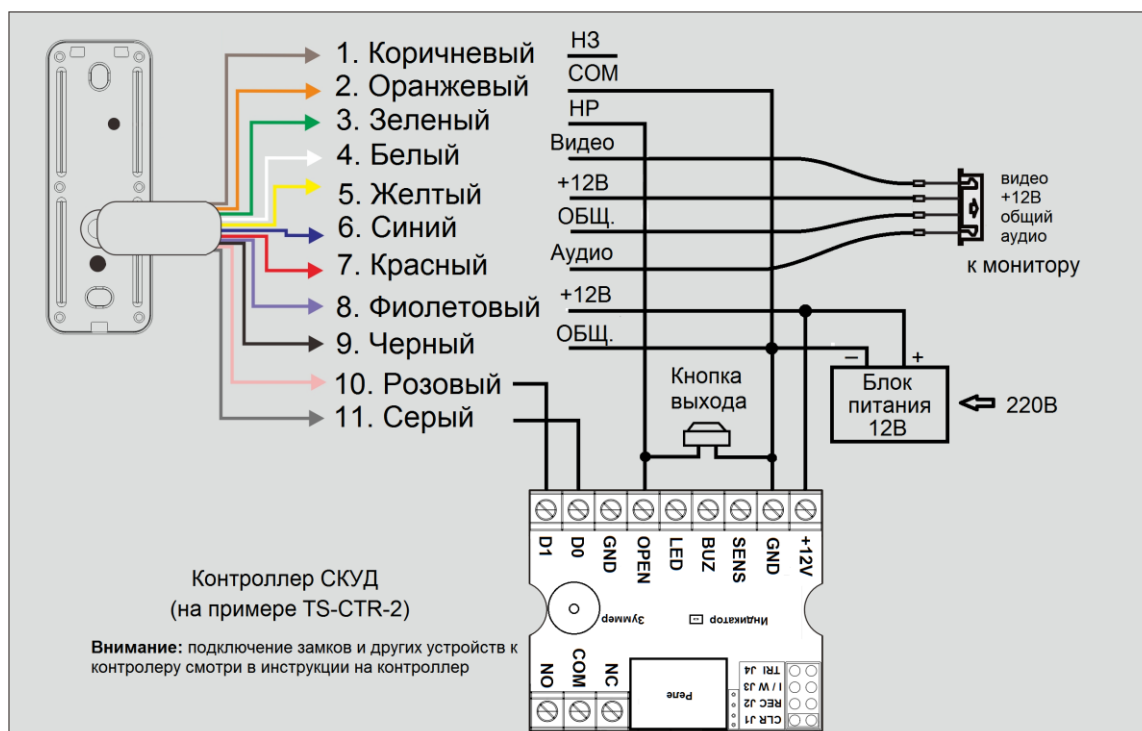 1. Коричневый
2. Оранжевый
3. Зеленый
4. Белый
5. Желтый
6. Синий
7. Красный
8. Фиолетовый
9. Черный
10. Розовый
11. Серый
НЗ
COM
НР
Видео
+12В
ОБЩ.
Аудио
+12В
ОБЩ.
видео
+12В
общий
аудио
к монитору
– +
Блок
питания
12В
220В
Кнопка
выхода
D1
D0
GND
OPEN
LED
BUZ
SENS
GND
+12V
Зуммер
Индикатор
Контроллер СКУД
(на примере TS-CTR-2)
Внимание: подключение замков и других устройств к
контролеру смотри в инструкции на контроллер
NO
COM
NC
Реле
TRI J4
I / W J3
REC J2
CLR J1